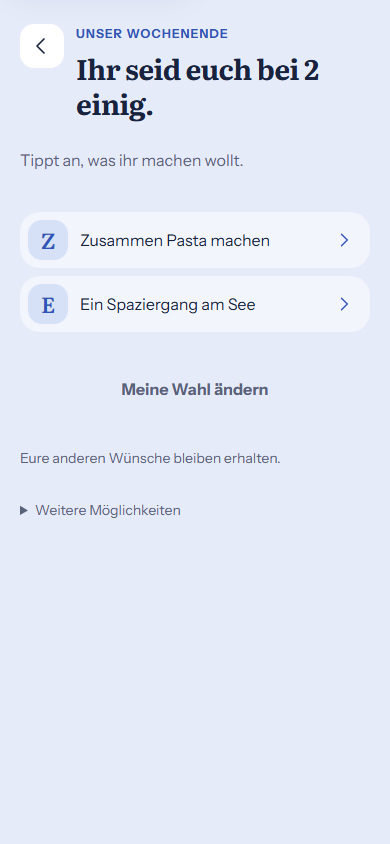 UNSER WOCHENENDE
Ihr seid euch bei 2
einig.
Tippt an, was ihr machen wollt.
Z Zusammen Pasta machen
E Ein Spaziergang am See
Meine Wahl ändern
Eure anderen Wünsche bleiben erhalten.
Weitere Möglichkeiten